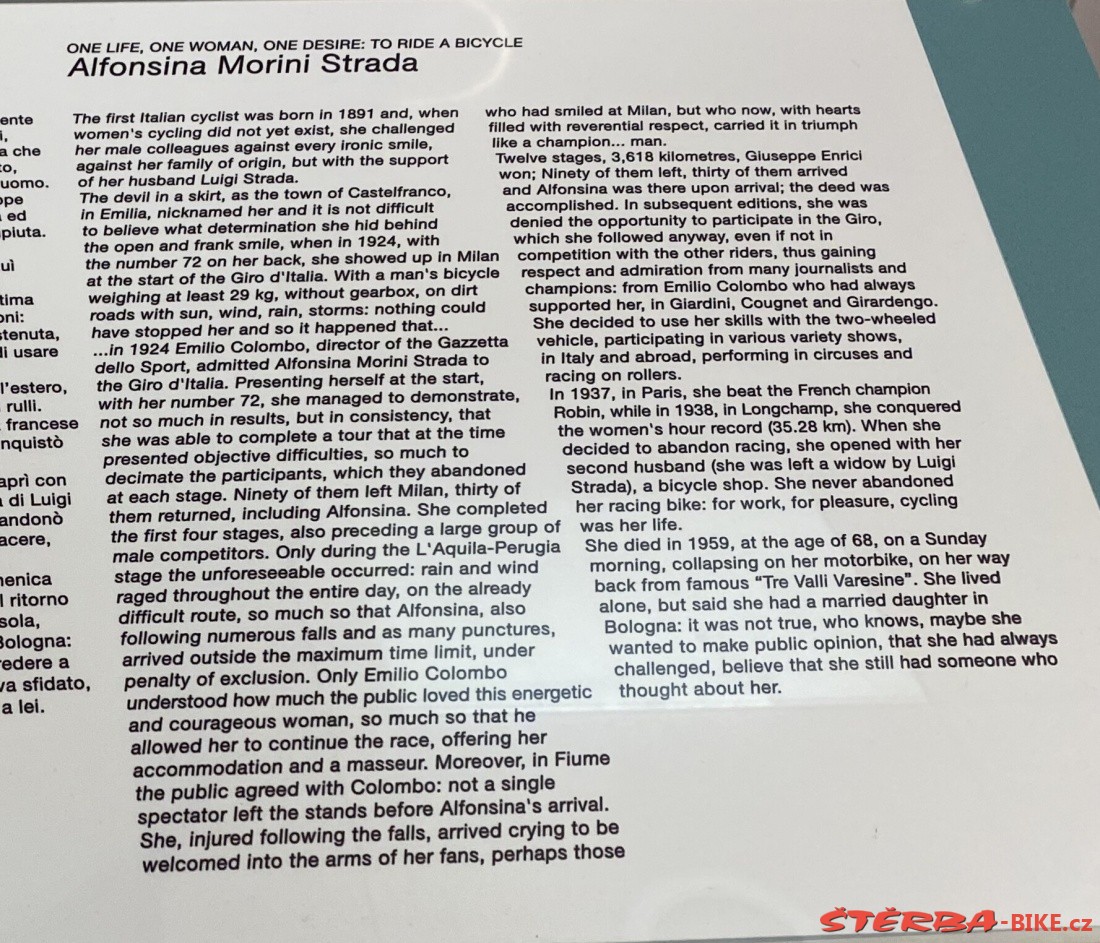 ONE LIFE, ONE WOMAN, ONE DESIRE: TO RIDE A BICYCLE
Alfonsina Morini Strada
ente
i,
a che
to,
uomo.
ppe
a ed
piuta.
uì
tima
oni:
stenuta,
di usare
l'estero,
rulli.
francese
nquistò
aprì con
a di Luigi
andonò
acere,
nenica
l ritorno
sola,
Bologna:
redere a
va sfidato,
a lei.
The first Italian cyclist was born in 1891 and, when
women's cycling did not yet exist, she challenged
her male colleagues against every ironic smile,
against her family of origin, but with the support
of her husband Luigi Strada.
The devil in a skirt, as the town of Castelfranco,
in Emilia, nicknamed her and it is not difficult
to believe what determination she hid behind
the open and frank smile, when in 1924, with
the number 72 on her back, she showed up in Milan
at the start of the Giro d'Italia. With a man's bicycle
weighing at least 29 kg, without gearbox, on dirt
roads with sun, wind, rain, storms: nothing could
have stopped her and so it happened that...
...in 1924 Emilio Colombo, director of the Gazzetta
dello Sport, admitted Alfonsina Morini Strada to
the Giro d'Italia. Presenting herself at the start,
with her number 72, she managed to demonstrate,
not so much in results, but in consistency, that
she was able to complete a tour that at the time
presented objective difficulties, so much to
decimate the participants, which they abandoned
at each stage. Ninety of them left Milan, thirty of
them returned, including Alfonsina. She completed
the first four stages, also preceding a large group of
male competitors. Only during the L'Aquila-Perugia
stage the unforeseeable occurred: rain and wind
raged throughout the entire day, on the already
difficult route, so much so that Alfonsina, also
following numerous falls and as many punctures,
arrived outside the maximum time limit, under
penalty of exclusion. Only Emilio Colombo
understood how much the public loved this energetic
and courageous woman, so much so that he
allowed her to continue the race, offering her
accommodation and a masseur. Moreover, in Fiume
the public agreed with Colombo: not a single
spectator left the stands before Alfonsina's arrival.
She, injured following the falls, arrived crying to be
welcomed into the arms of her fans, perhaps those
who had smiled at Milan, but who now, with hearts
filled with reverential respect, carried it in triumph
like a champion... man.
Twelve stages, 3,618 kilometres, Giuseppe Enrici
won; Ninety of them left, thirty of them arrived
and Alfonsina was there upon arrival; the deed was
accomplished. In subsequent editions, she was
denied the opportunity to participate in the Giro,
which she followed anyway, even if not in
competition with the other riders, thus gaining
respect and admiration from many journalists and
champions: from Emilio Colombo who had always
supported her, in Giardini, Cougnet and Girardengo.
She decided to use her skills with the two-wheeled
vehicle, participating in various variety shows,
in Italy and abroad, performing in circuses and
racing on rollers.
In 1937, in Paris, she beat the French champion
Robin, while in 1938, in Longchamp, she conquered
the women's hour record (35.28 km). When she
decided to abandon racing, she opened with her
second husband (she was left a widow by Luigi
Strada), a bicycle shop. She never abandoned
her racing bike: for work, for pleasure, cycling
was her life.
She died in 1959, at the age of 68, on a Sunday
morning, collapsing on her motorbike, on her way
back from famous “Tre Valli Varesine”. She lived
alone, but said she had a married daughter in
Bologna: it was not true, who knows, maybe she
wanted to make public opinion, that she had always
challenged, believe that she still had someone who
thought about her.
ŠTĚRBA-BIKE.cz